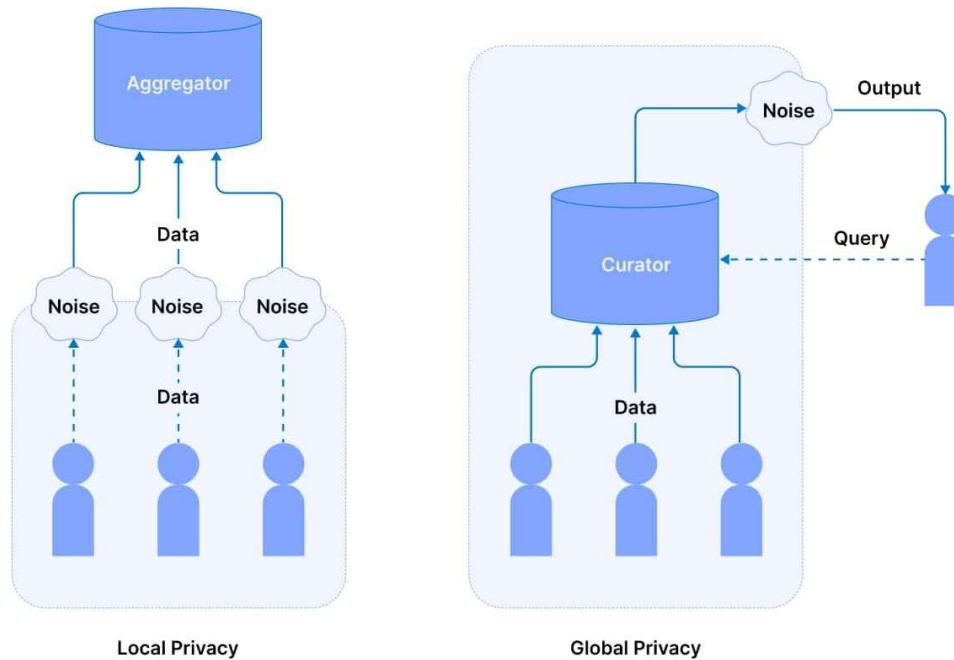 Aggregator
Data
Noise
Noise
Noise
Data
Local Privacy
Noise
Output
Query
Curator
Data
Global Privacy